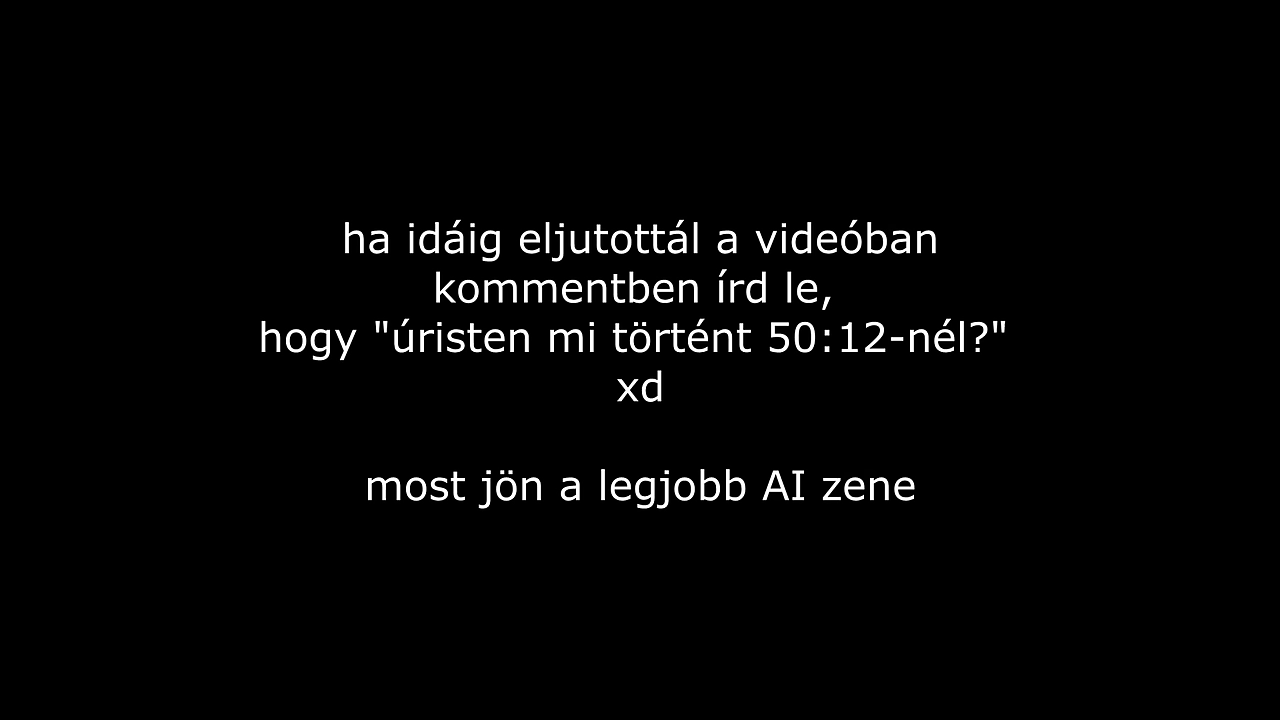 ha idáig eljutottál a videóban
kommentben írd le,
hogy "úristen mi történt 50:12-nél?"
xd
most jön a legjobb AI zene